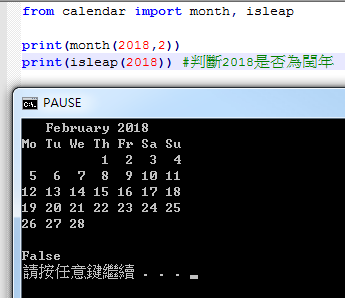 from calendar import month, isleap
print(month(2018,2))
print(isleap(2018)) #判斷2018是否為閏年
C:\. PAUSE
   February 2018
Mo Tu We Th Fr Sa Su
          1  2  3  4
 5  6  7  8  9 10 11
12 13 14 15 16 17 18
19 20 21 22 23 24 25
26 27 28
False
請按任意鍵繼續 . . .